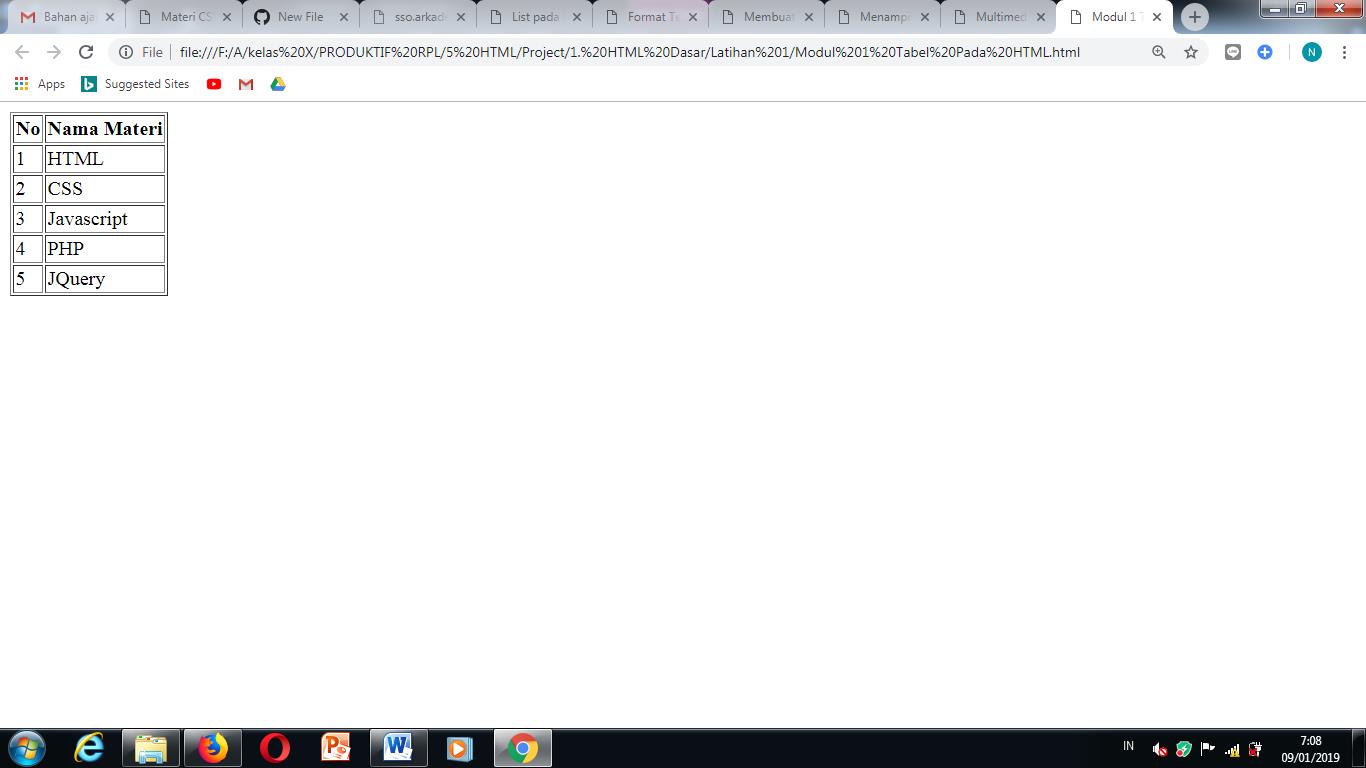 Bahan aja
Materi CS
New File
sso.arkad
List pada
Format Te
Membuat
Menampa
Multimed
Modul 1 T
File file:///F:/A/kelas%20X/PRODUKTIF%20RPL/5%20HTML/Project/1.%20HTML%20Dasar/Latihan%201/Modul%201%20Tabel%20Pada%20HTML.html
N
Apps Suggested Sites
No Nama Materi
1 HTML
2 CSS
3 Javascript
4 PHP
5 JQuery
IN
7:08
09/01/2019